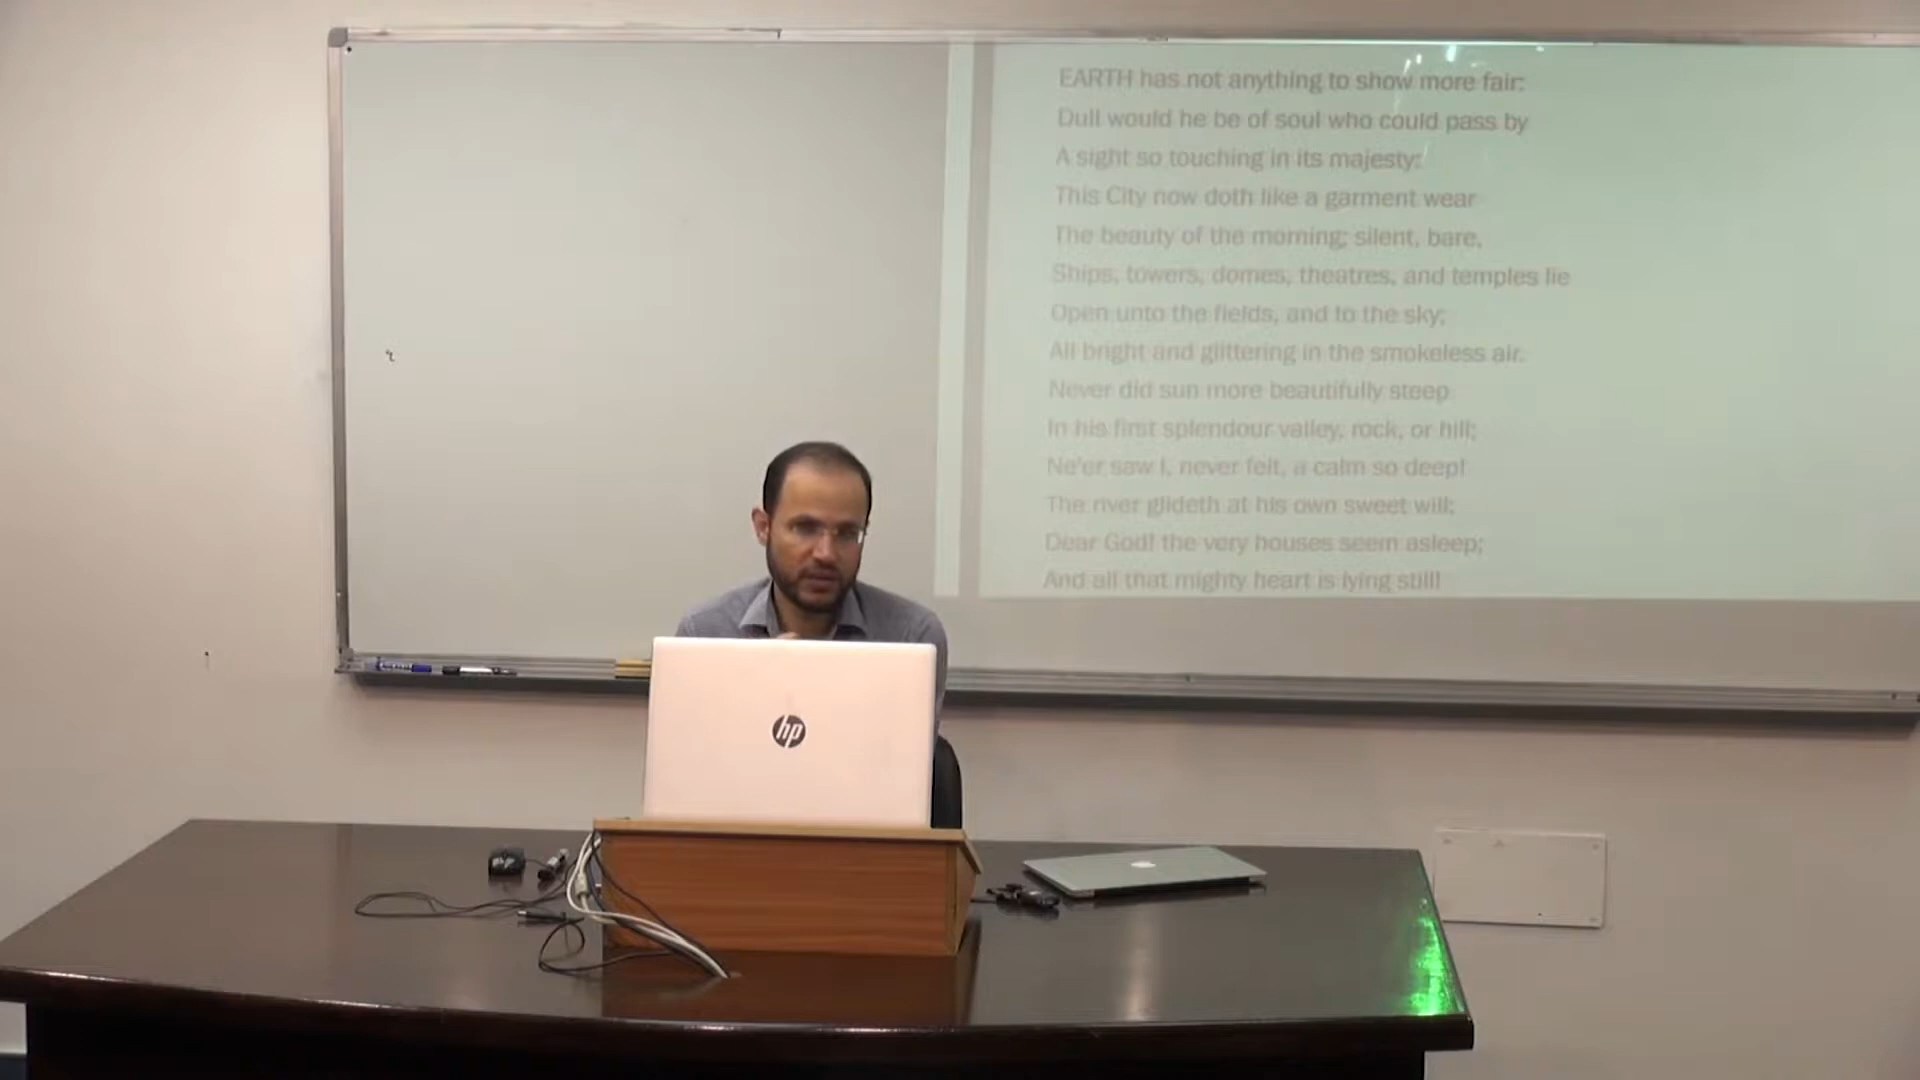 EARTH has not anything to show more fair:
Dull would he be of soul who could pass by
A sight so touching in its majesty:
This City now doth like a garment wear
The beauty of the morning; silent, bare,
Ships, towers, domes, theatres, and temples lie
Open unto the fields, and to the sky;
All bright and glittering in the smokeless air.
Never did sun more beautifully steep
In his first splendour valley, rock, or hill;
Ne'er saw I, never felt, a calm so deep!
The river glideth at his own sweet will:
Dear God! the very houses seem asleep;
And all that mighty heart is lying still!
hp